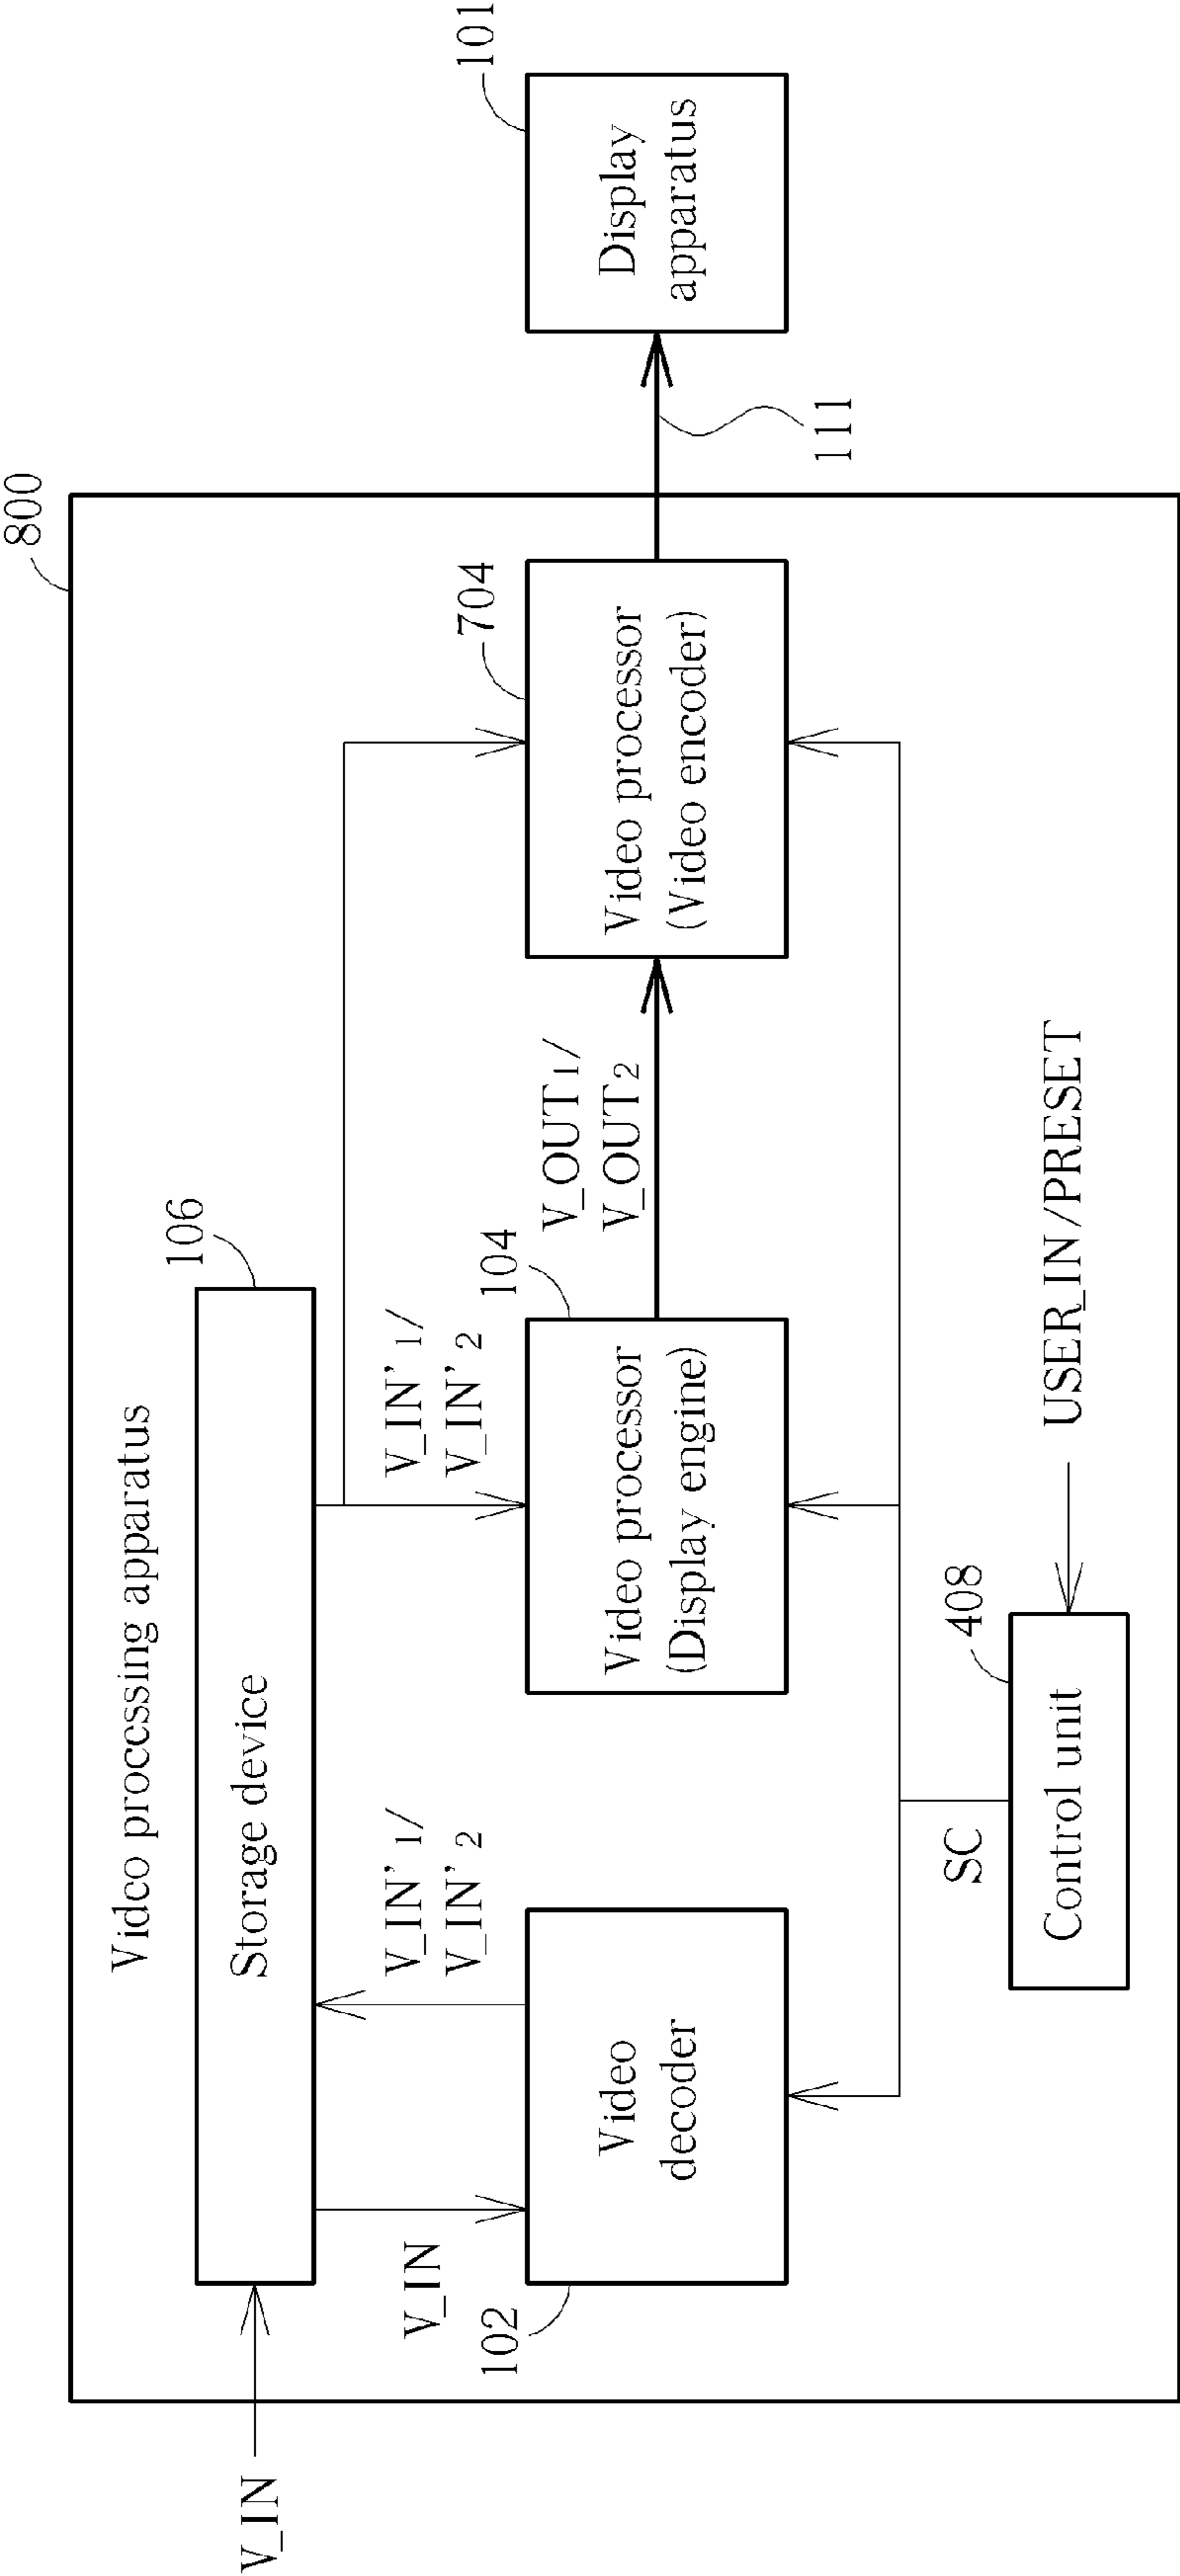 800
Video processing apparatus
V_IN
106
Storage device
V_IN
V_IN'1/
V_IN'2
V_IN'1/
V_IN'2
102
Video
decoder
104
Video processor
(Display engine)
V_OUT1/
V_OUT2
704
Video processor
(Video encoder)
111
101
Display
apparatus
SC
408
Control unit
USER_IN/PRESET